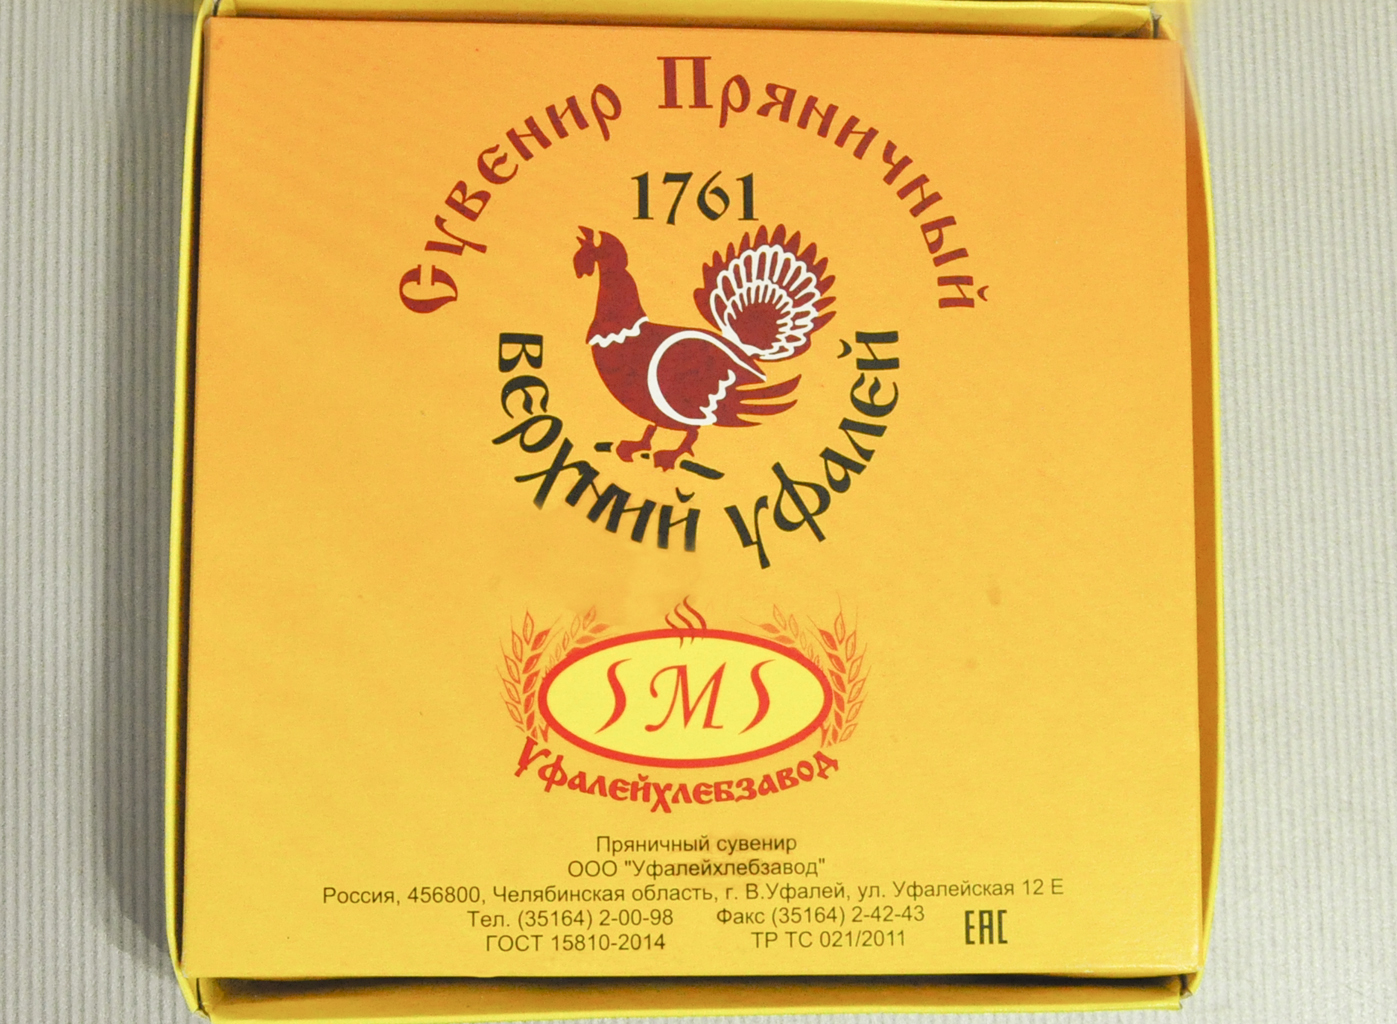 Сувенир Пряничный
1761
ВЕРХНИЙ УФАЛЕЙ
SMS
Уфалейхлебзавод
Пряничный сувенир
ООО "Уфалейхлебзавод"
Россия, 456800, Челябинская область, г. В.Уфалей, ул. Уфалейская 12 Е
Тел. (35164) 2-00-98 Факс (35164) 2-42-43
ГОСТ 15810-2014 ТР ТС 021/2011 ЕАС